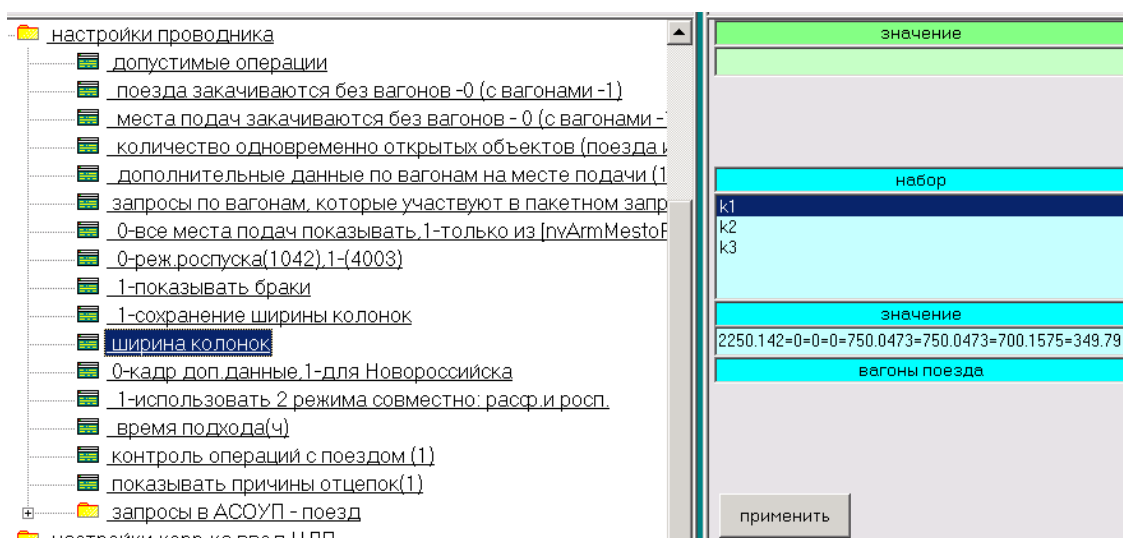 настройки проводника
допустимые операции
поезда закачиваются без вагонов -0 (с вагонами -1)
места подач закачиваются без вагонов - 0 (с вагонами -
количество одновременно открытых объектов (поезда
дополнительные данные по вагонам на месте подачи (1
запросы по вагонам, которые участвуют в пакетном запр
0-все места подач показывать,1-только из [nvArmMestoP
0-реж.роспуска(1042),1-(4003)
1-показывать браки
1-сохранение ширины колонок
ширина колонок
0-кадр доп.данные,1-для Новороссийска
1-использовать 2 режима совместно: расф.и росп.
время подхода(ч)
контроль операций с поездом (1)
показывать причины отцепок(1)
запросы в АСОУП - поезд
значение
набор
k1
k2
k3
значение
2250.142=0=0=0=750.0473=750.0473=700.1575=349.79
вагоны поезда
применить